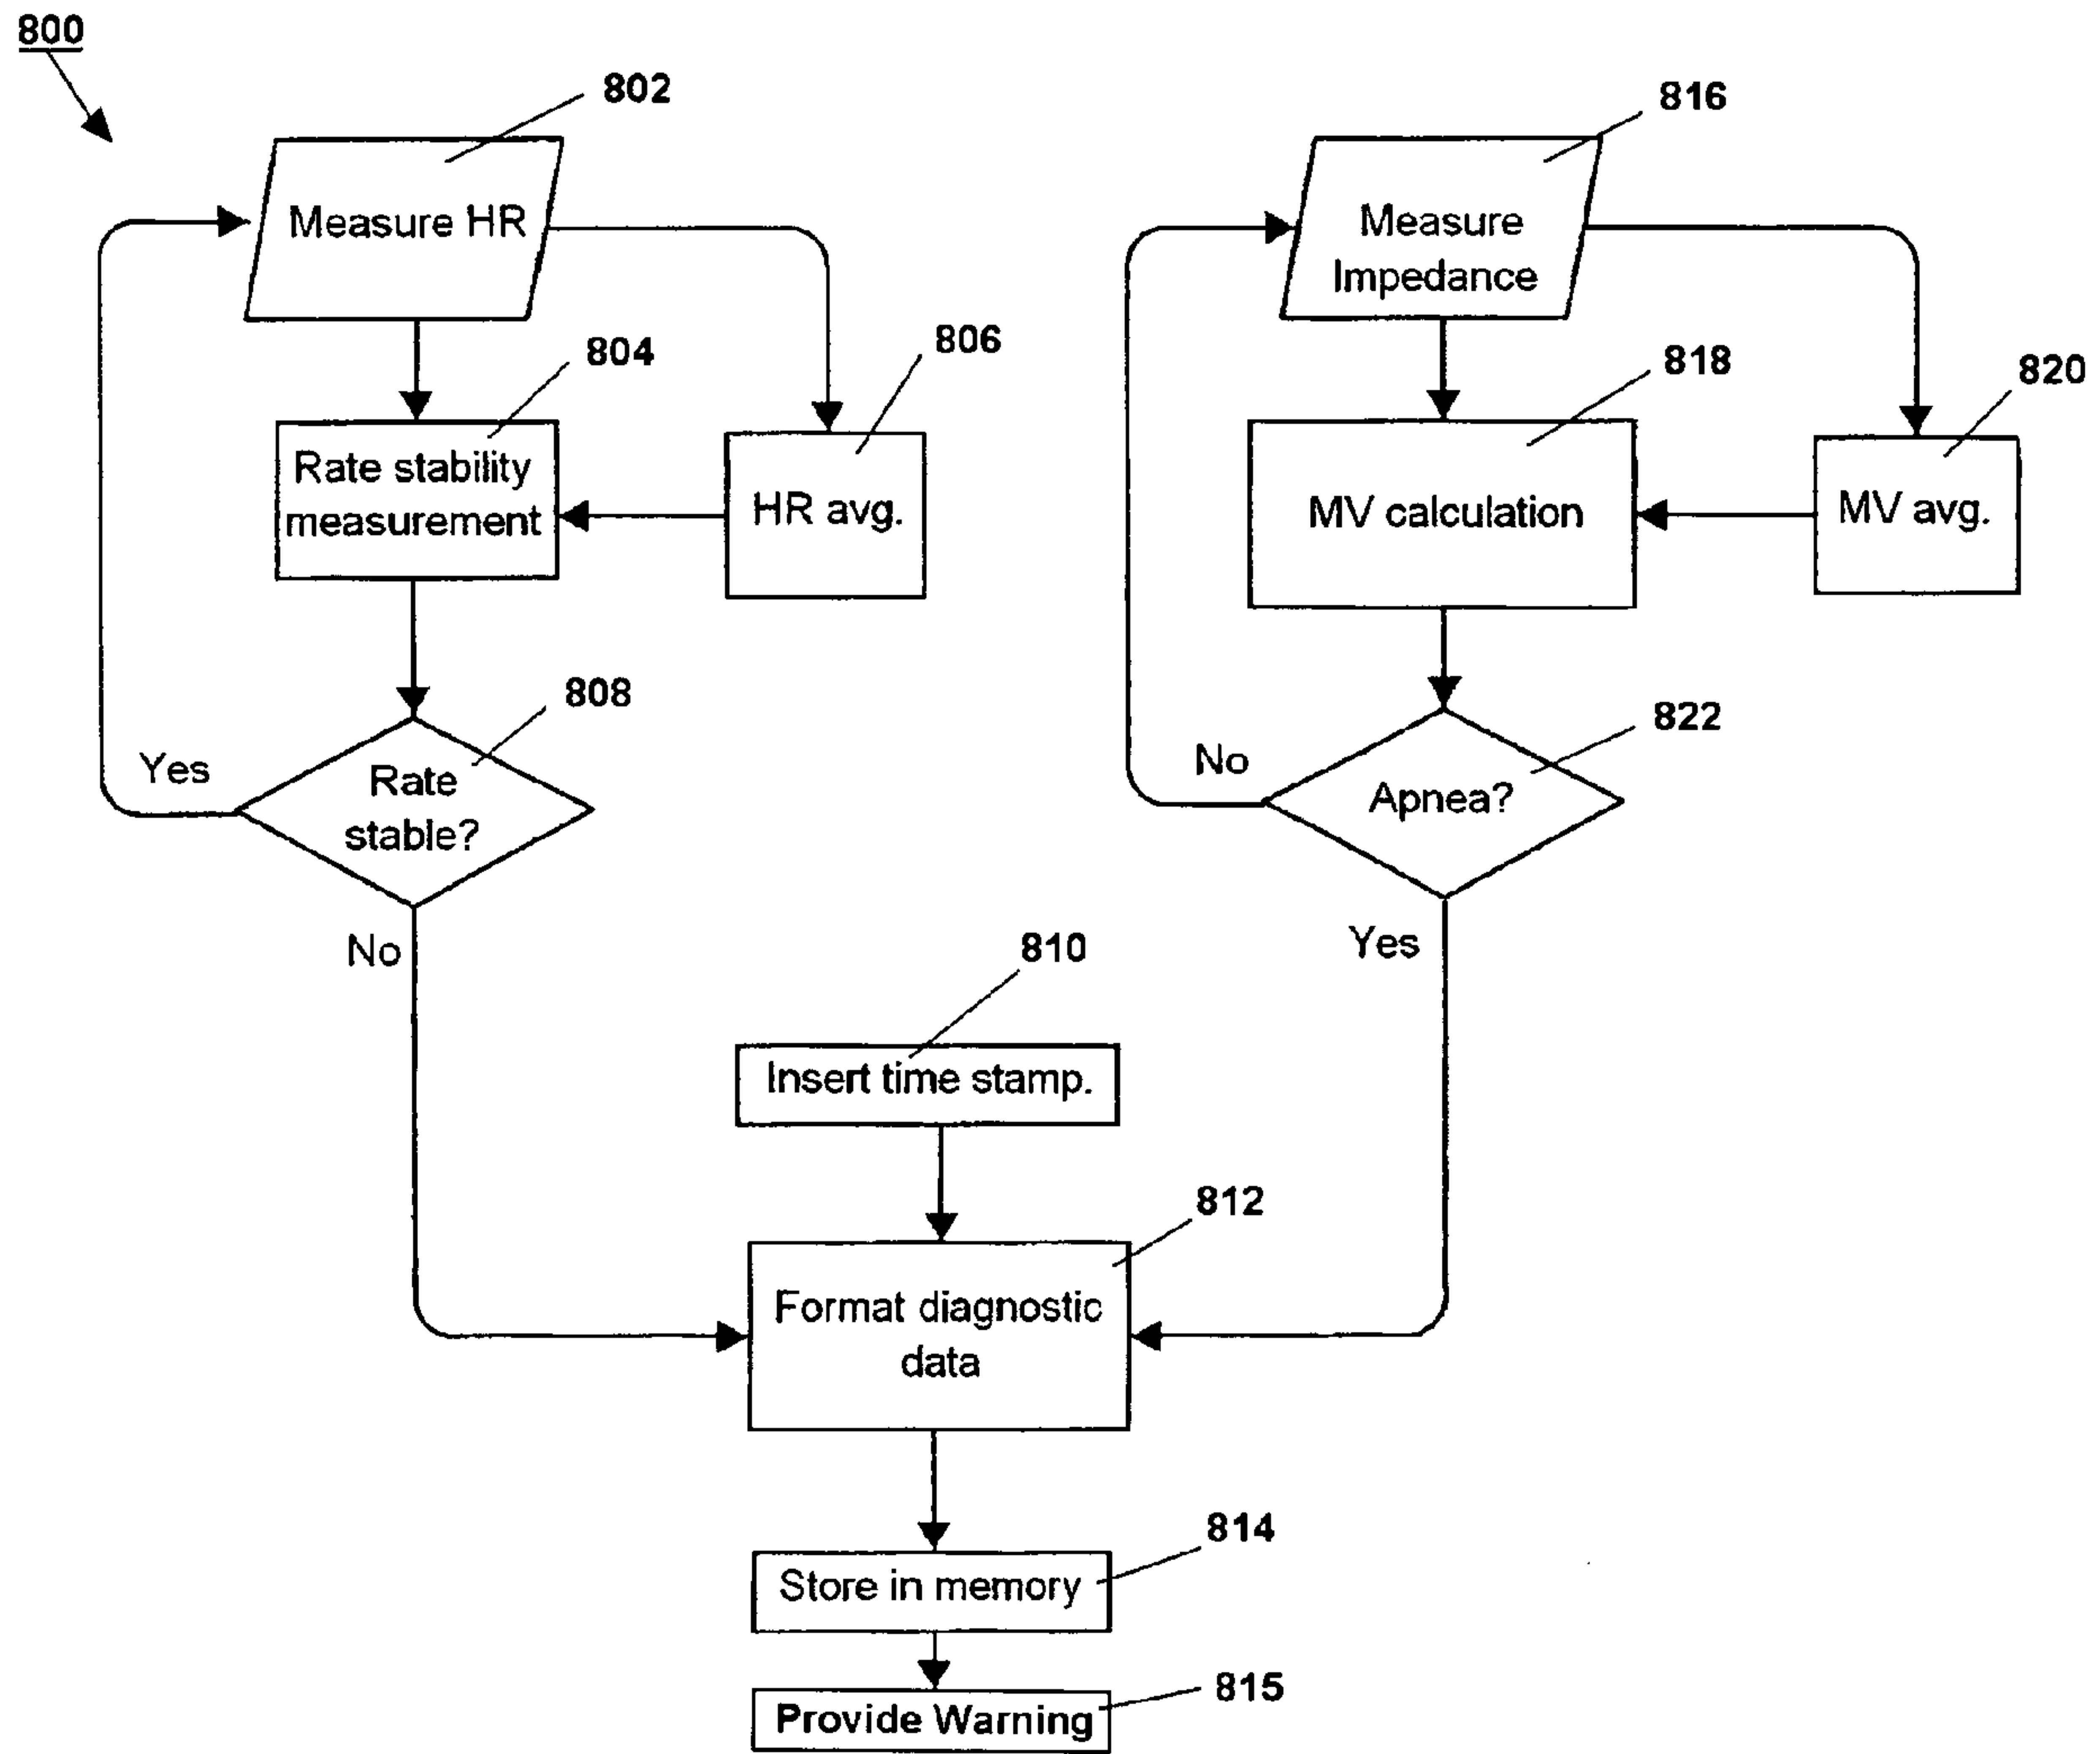 800
802
Measure HR
804
Rate stability
measurement
806
HR avg.
808
Rate
stable?
Yes
No
816
Measure
Impedance
818
MV calculation
820
MV avg.
822
Apnea?
No
Yes
810
Insert time stamp.
812
Format diagnostic
data
814
Store in memory
815
Provide Warning